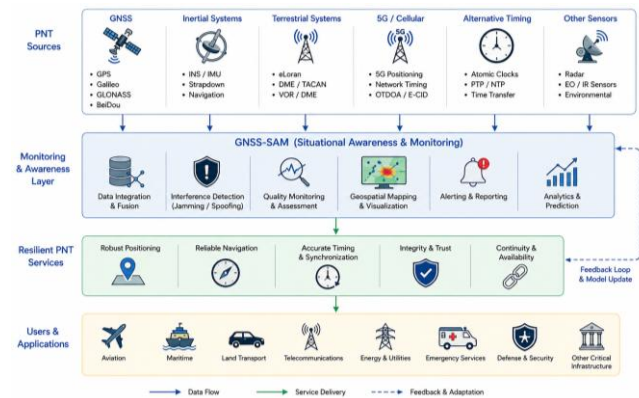 PNT
Sources
GNSS
• GPS
• Galileo
• GLONASS
• BeiDou
Inertial Systems
• INS / IMU
• Strapdown
• Navigation
Terrestrial Systems
• eLoran
• DME / TACAN
• VOR / DME
5G / Cellular
5G
• 5G Positioning
• Network Timing
• OTDOA / E-CID
Alternative Timing
• Atomic Clocks
• PTP / NTP
• Time Transfer
Other Sensors
• Radar
• EO / IR Sensors
• Environmental
Monitoring
& Awareness
Layer
GNSS-SAM (Situational Awareness & Monitoring)
Data Integration
& Fusion
Interference Detection
(Jamming / Spoofing)
Quality Monitoring
& Assessment
Geospatial Mapping
& Visualization
Alerting & Reporting
Analytics
& Prediction
Resilient PNT
Services
Robust Positioning
Reliable Navigation
Accurate Timing
& Synchronization
Integrity & Trust
Continuity &
Availability
Feedback Loop
& Model Update
Users &
Applications
Aviation
Maritime
Land Transport
Telecommunications
Energy & Utilities
Emergency Services
Defense & Security
Other Critical
Infrastructure
Data Flow
Service Delivery
Feedback & Adaptation